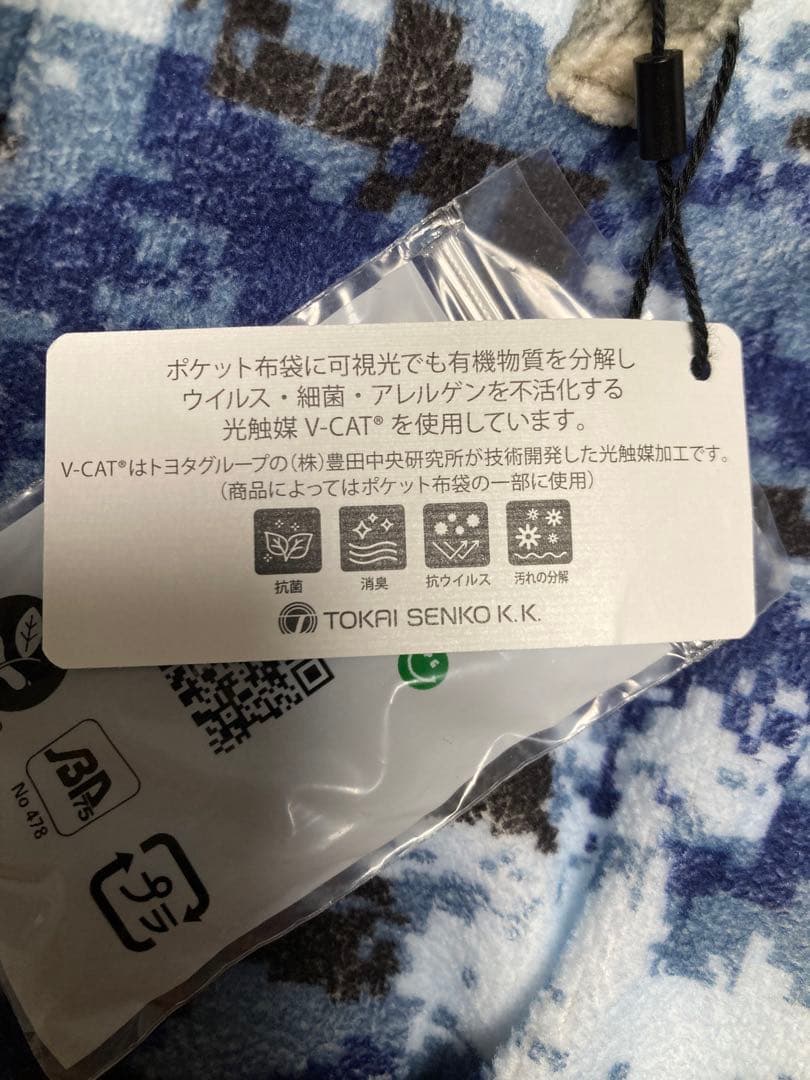 ポケット布袋に可視光でも有機物質を分解し
ウイルス・細菌・アレルゲンを不活化する
光触媒 V-CAT® を使用しています。
V-CAT®はトヨタグループの(株)豊田中央研究所が技術開発した光触媒加工です。
(商品によってはポケット布袋の一部に使用)
抗菌 消臭 抗ウイルス 汚れの分解
TOKAI SENKO K.K.
BP
75
No 478
プラ